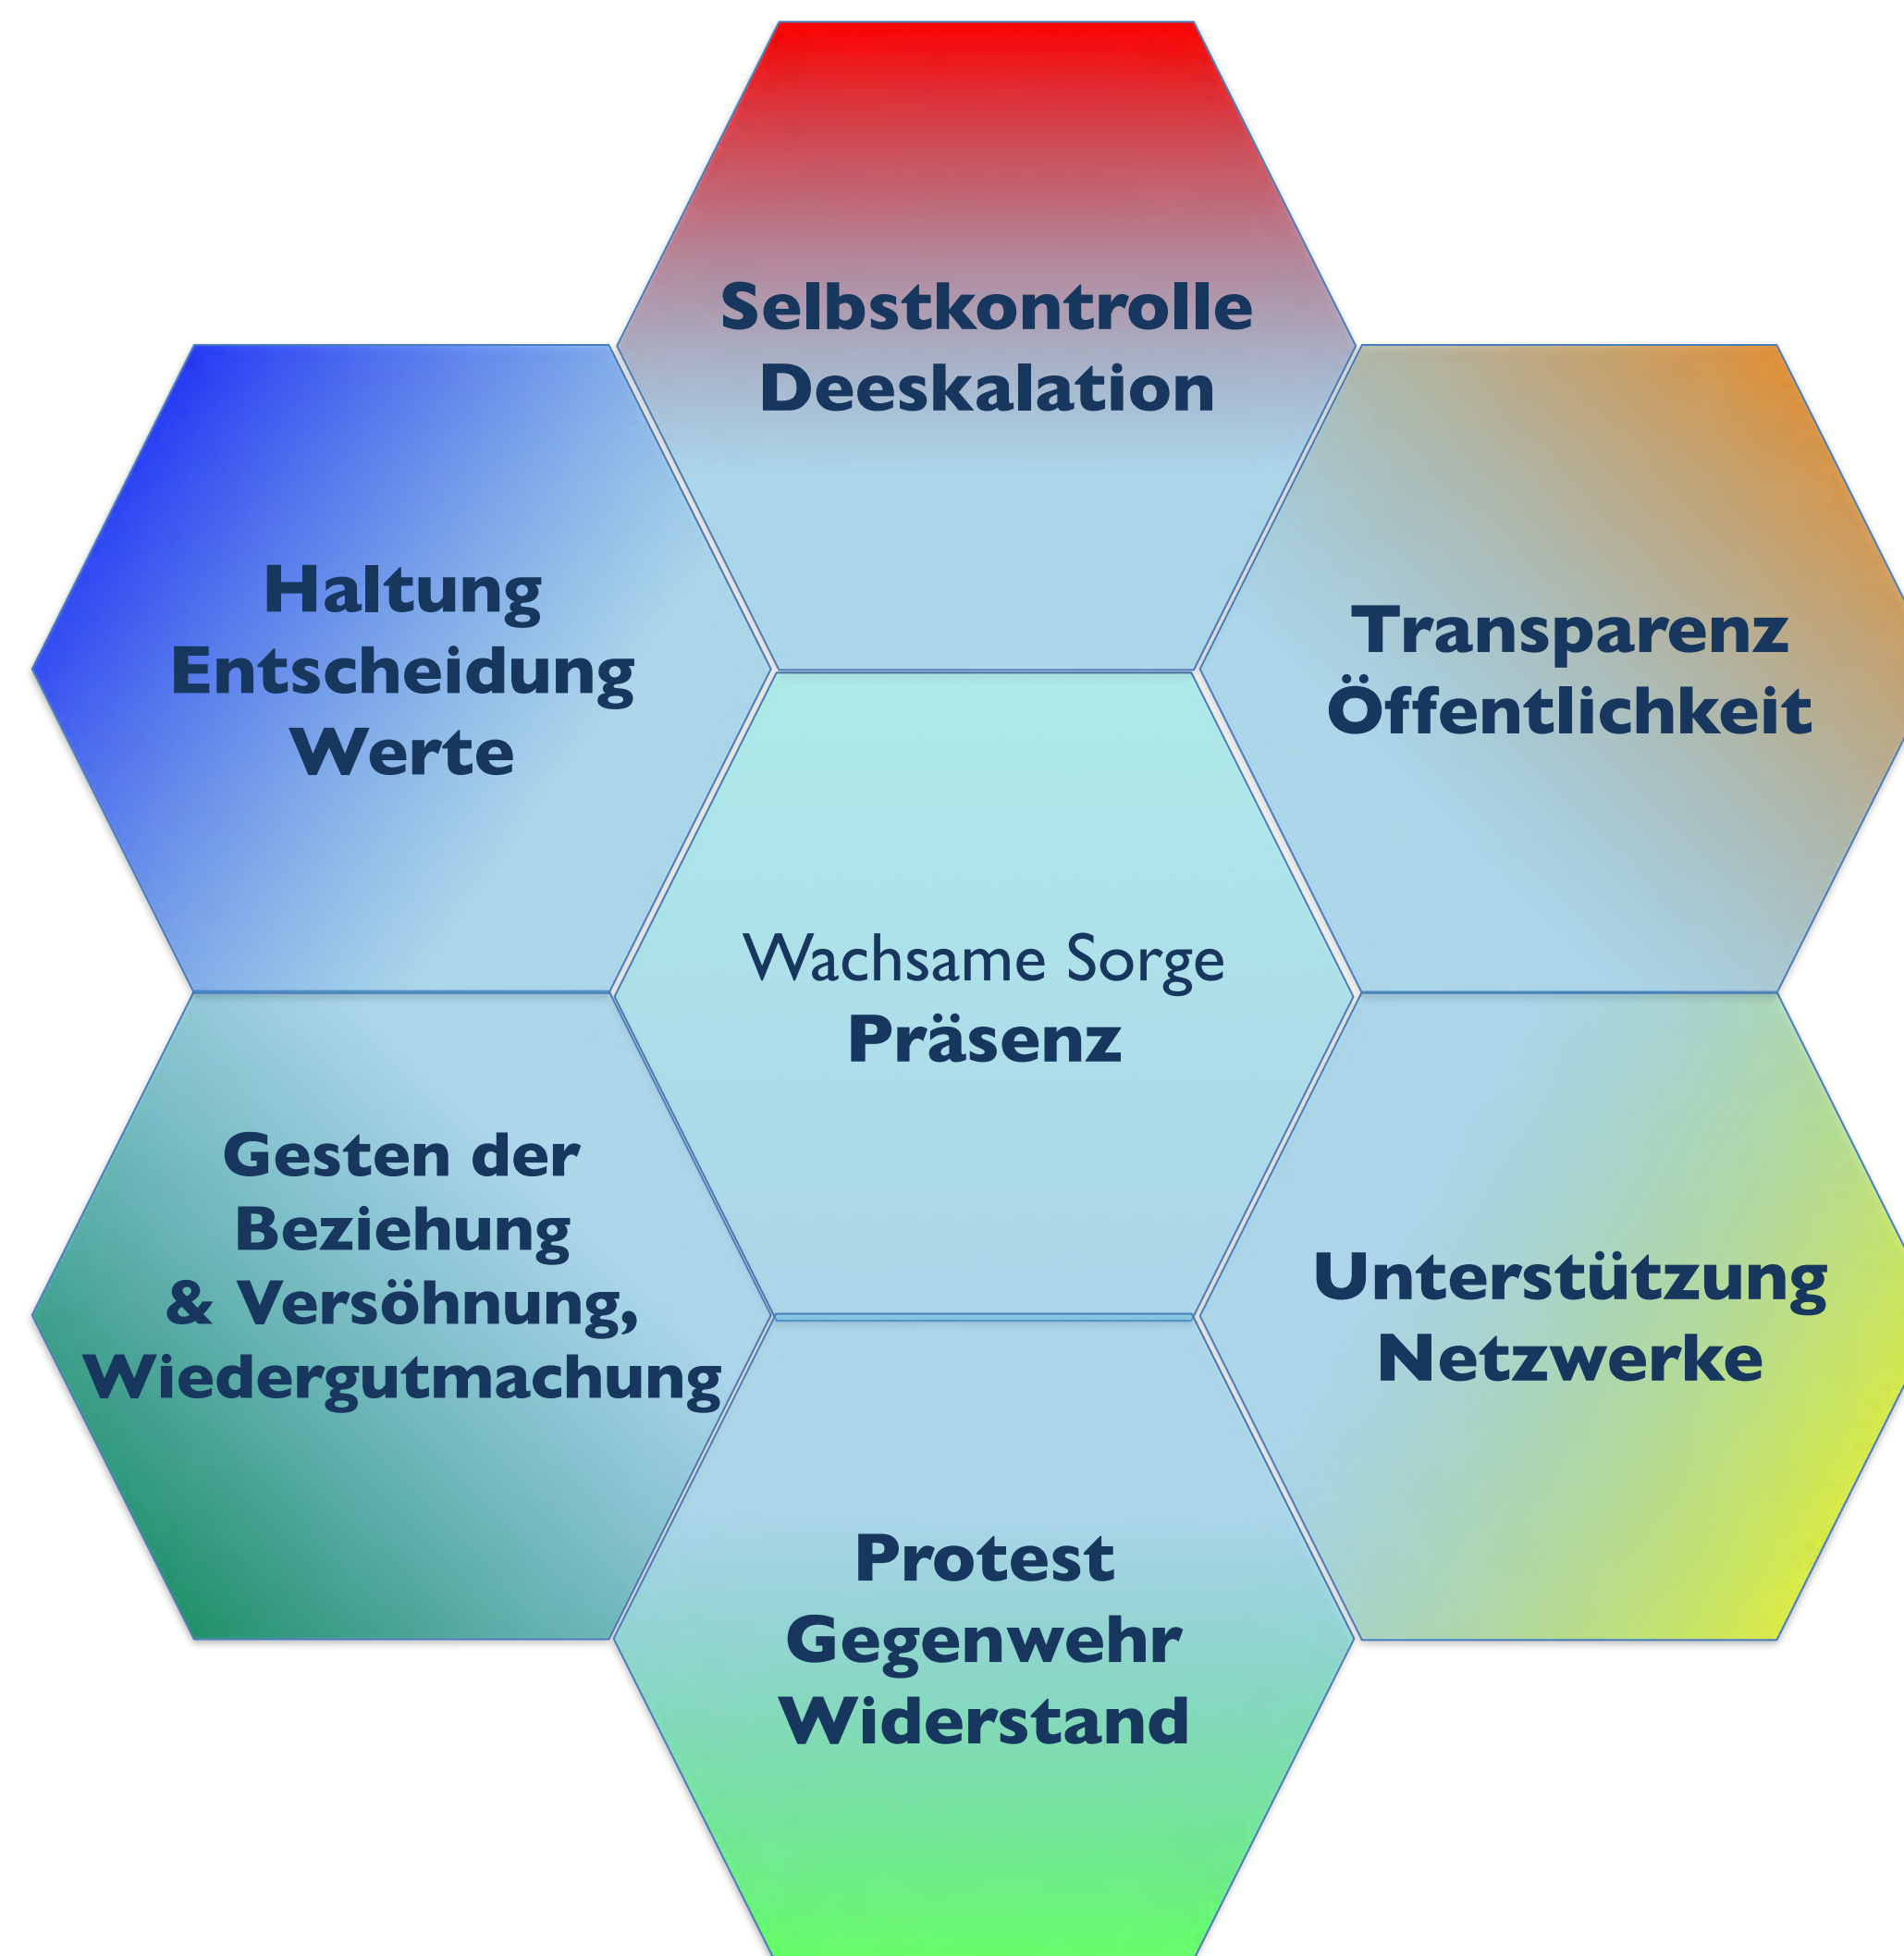 Selbstkontrolle
Deeskalation
Haltung
Entscheidung
Werte
Transparenz
Öffentlichkeit
Wachsame Sorge
Präsenz
Gesten der
Beziehung
& Versöhnung,
Wiedergutmachung
Unterstützung
Netzwerke
Protest
Gegenwehr
Widerstand